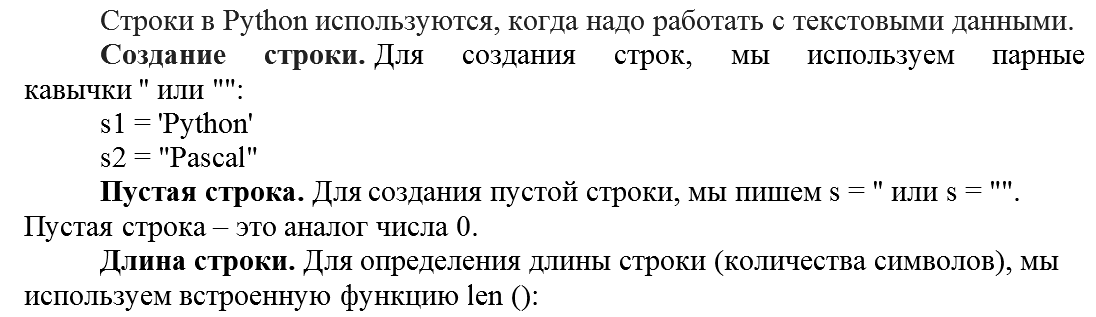 Строки в Python используются, когда надо работать с текстовыми данными.
Создание строки. Для создания строк, мы используем парные
кавычки '' или "":
s1 = 'Python'
s2 = "Pascal"
Пустая строка. Для создания пустой строки, мы пишем s = '' или s = "".
Пустая строка – это аналог числа 0.
Длина строки. Для определения длины строки (количества символов), мы
используем встроенную функцию len ():